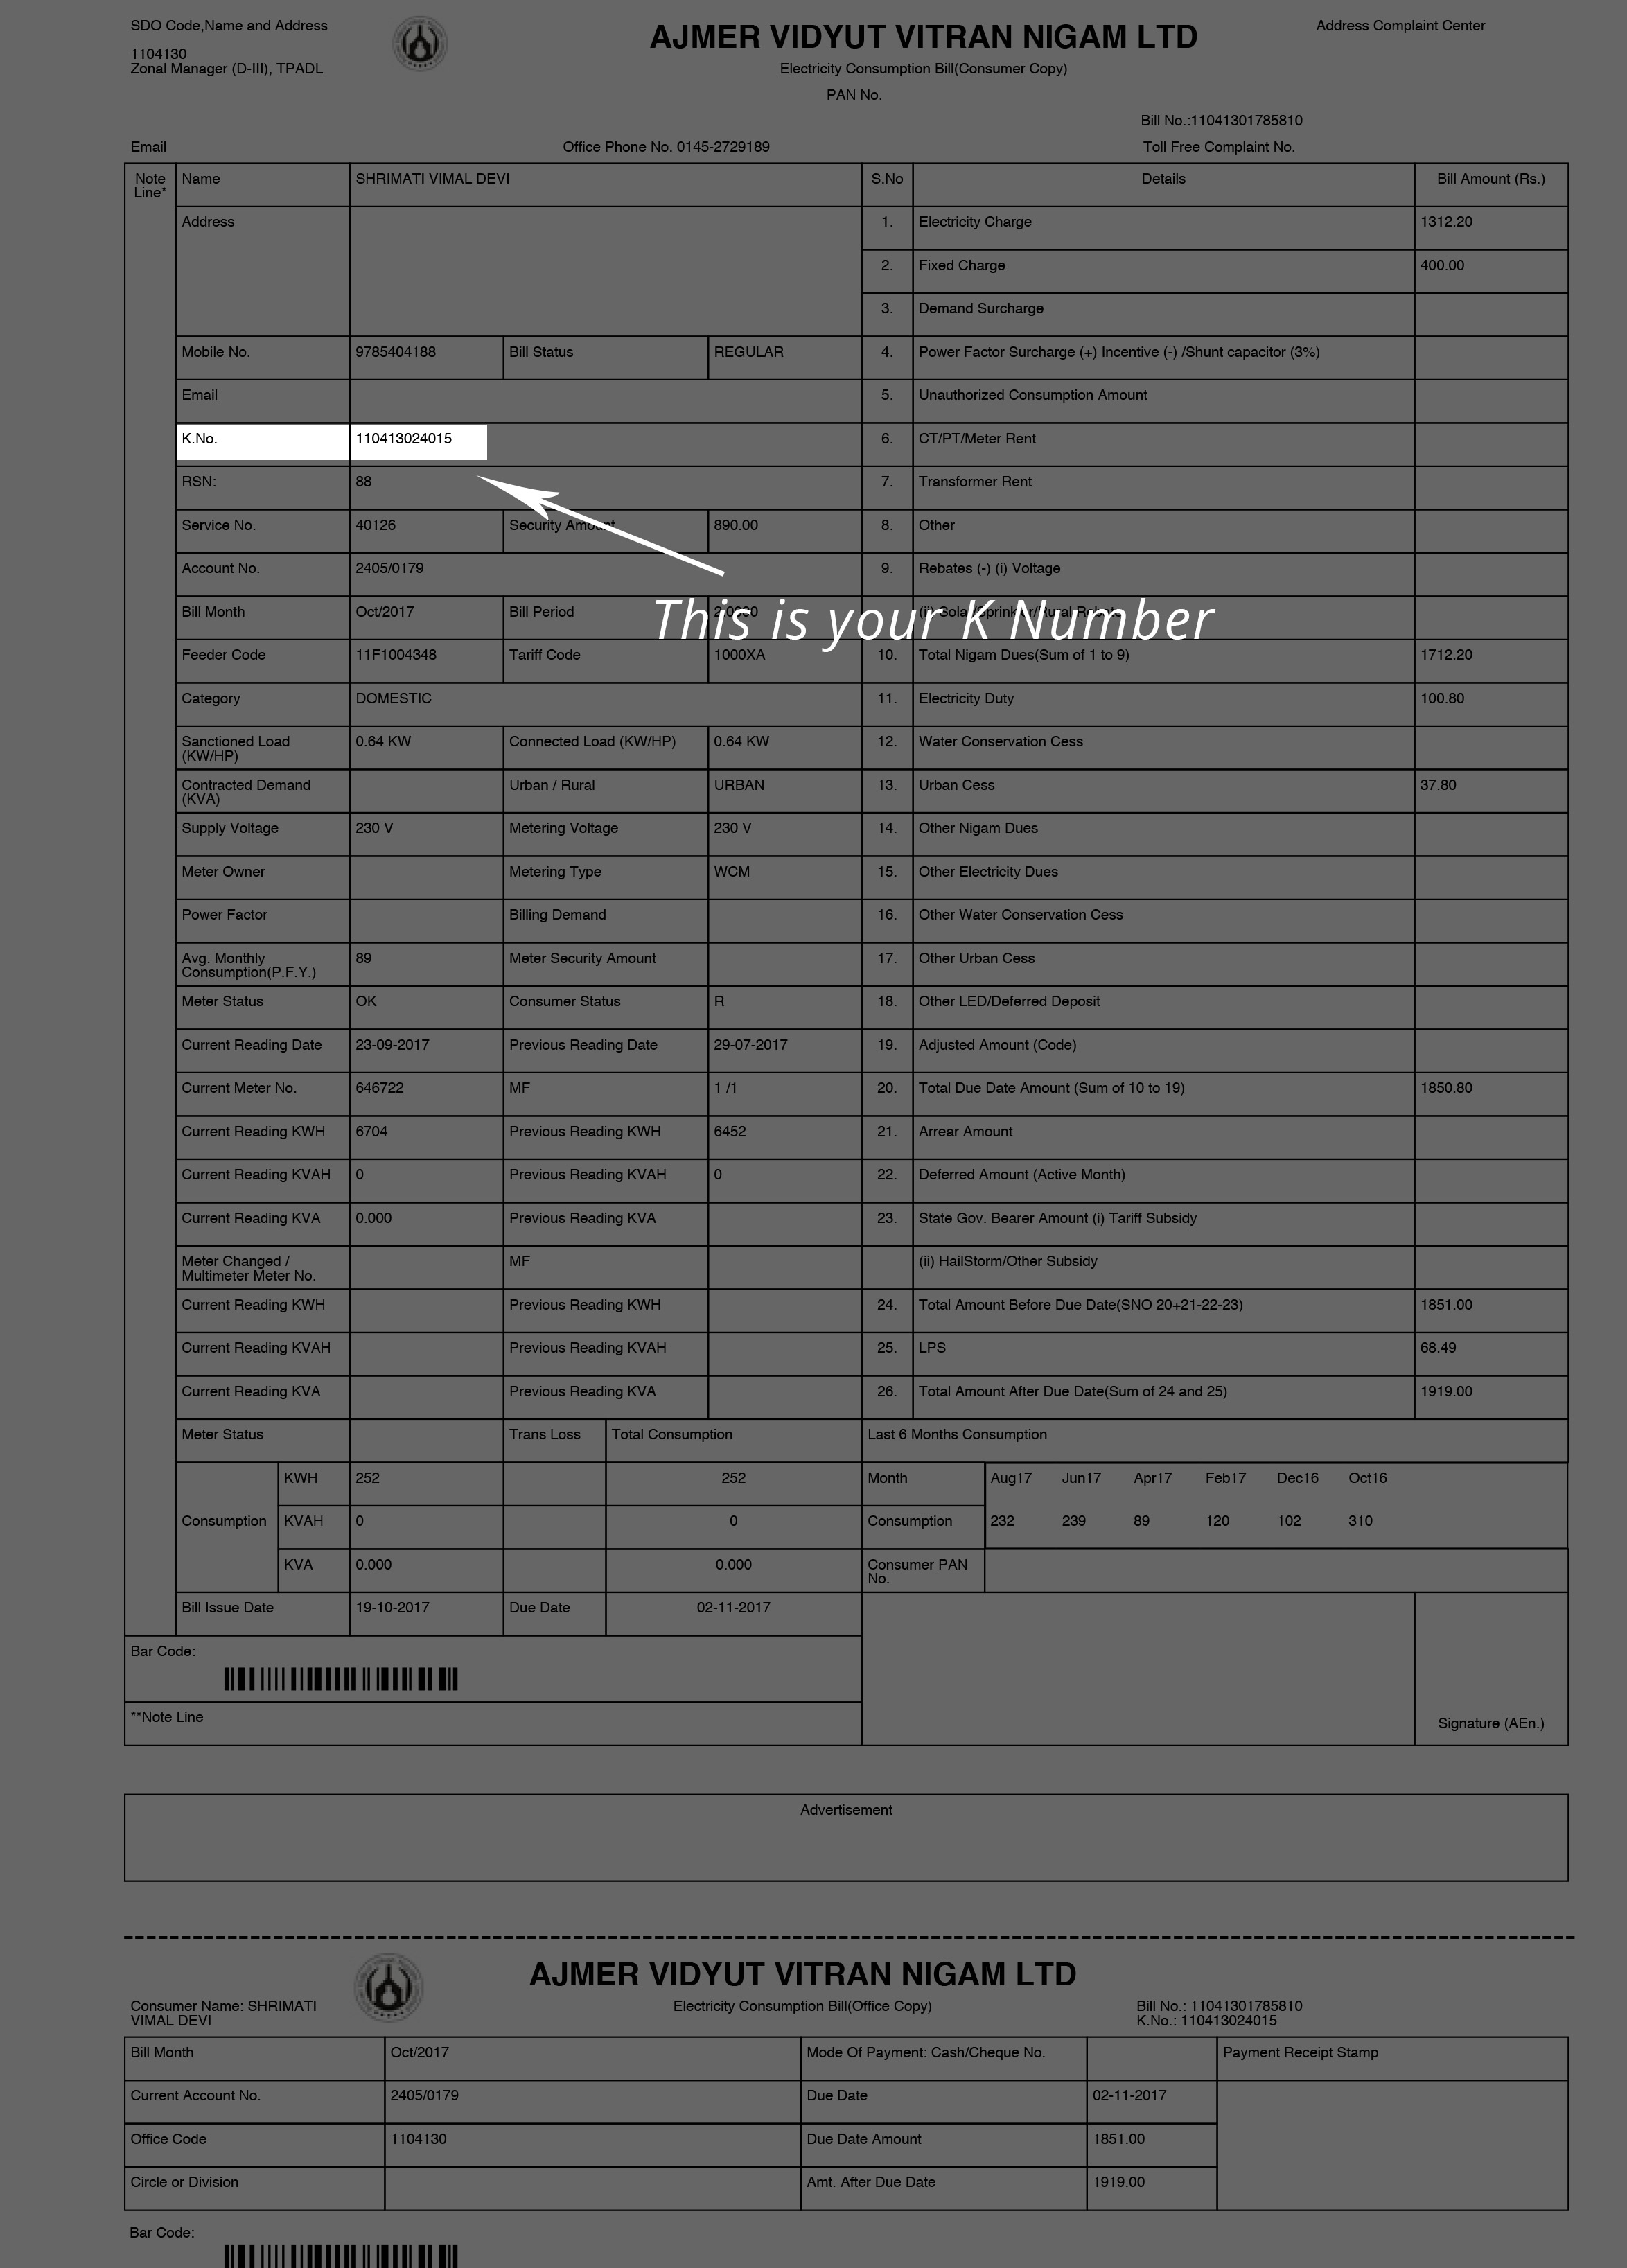 SDO Code,Name and Address
1104130
Zonal Manager (D-III), TPADL
AJMER VIDYUT VITRAN NIGAM LTD
Electricity Consumption Bill(Consumer Copy)
PAN No.
Address Complaint Center
Bill No.:11041301785810
Email
Office Phone No. 0145-2729189
Toll Free Complaint No.
Note Line* Name SHRIMATI VIMAL DEVI S.No Details Bill Amount (Rs.)
Address 1. Electricity Charge 1312.20
2. Fixed Charge 400.00
3. Demand Surcharge
Mobile No. 9785404188 Bill Status REGULAR 4. Power Factor Surcharge (+) Incentive (-) /Shunt capacitor (3%)
Email 5. Unauthorized Consumption Amount
K.No. 110413024015 6. CT/PT/Meter Rent
RSN: 88 7. Transformer Rent
Service No. 40126 Security Amount 890.00 8. Other
Account No. 2405/0179 9. Rebates (-) (i) Voltage
Bill Month Oct/2017 Bill Period 2.0000 (ii) Solar/Sprinkler/Rural Rebate
This is your K Number
Feeder Code 11F1004348 Tariff Code 1000XA 10. Total Nigam Dues(Sum of 1 to 9) 1712.20
Category DOMESTIC 11. Electricity Duty 100.80
Sanctioned Load (KW/HP) 0.64 KW Connected Load (KW/HP) 0.64 KW 12. Water Conservation Cess
Contracted Demand (KVA) Urban / Rural URBAN 13. Urban Cess 37.80
Supply Voltage 230 V Metering Voltage 230 V 14. Other Nigam Dues
Meter Owner Metering Type WCM 15. Other Electricity Dues
Power Factor Billing Demand 16. Other Water Conservation Cess
Avg. Monthly Consumption(P.F.Y.) 89 Meter Security Amount 17. Other Urban Cess
Meter Status OK Consumer Status R 18. Other LED/Deferred Deposit
Current Reading Date 23-09-2017 Previous Reading Date 29-07-2017 19. Adjusted Amount (Code)
Current Meter No. 646722 MF 1 /1 20. Total Due Date Amount (Sum of 10 to 19) 1850.80
Current Reading KWH 6704 Previous Reading KWH 6452 21. Arrear Amount
Current Reading KVAH 0 Previous Reading KVAH 0 22. Deferred Amount (Active Month)
Current Reading KVA 0.000 Previous Reading KVA 23. State Gov. Bearer Amount (i) Tariff Subsidy
Meter Changed / Multimeter Meter No. MF (ii) HailStorm/Other Subsidy
Current Reading KWH Previous Reading KWH 24. Total Amount Before Due Date(SNO 20+21-22-23) 1851.00
Current Reading KVAH Previous Reading KVAH 25. LPS 68.49
Current Reading KVA Previous Reading KVA 26. Total Amount After Due Date(Sum of 24 and 25) 1919.00
Meter Status Trans Loss Total Consumption Last 6 Months Consumption
KWH 252 252 Month Aug17 Jun17 Apr17 Feb17 Dec16 Oct16
Consumption KVAH 0 0 Consumption 232 239 89 120 102 310
KVA 0.000 0.000 Consumer PAN No.
Bill Issue Date 19-10-2017 Due Date 02-11-2017
Bar Code:
**Note Line
Signature (AEn.)
Advertisement
AJMER VIDYUT VITRAN NIGAM LTD
Consumer Name: SHRIMATI VIMAL DEVI
Electricity Consumption Bill(Office Copy)
Bill No.: 11041301785810
K.No.: 110413024015
Bill Month Oct/2017 Mode Of Payment: Cash/Cheque No. Payment Receipt Stamp
Current Account No. 2405/0179 Due Date 02-11-2017
Office Code 1104130 Due Date Amount 1851.00
Circle or Division Amt. After Due Date 1919.00
Bar Code: